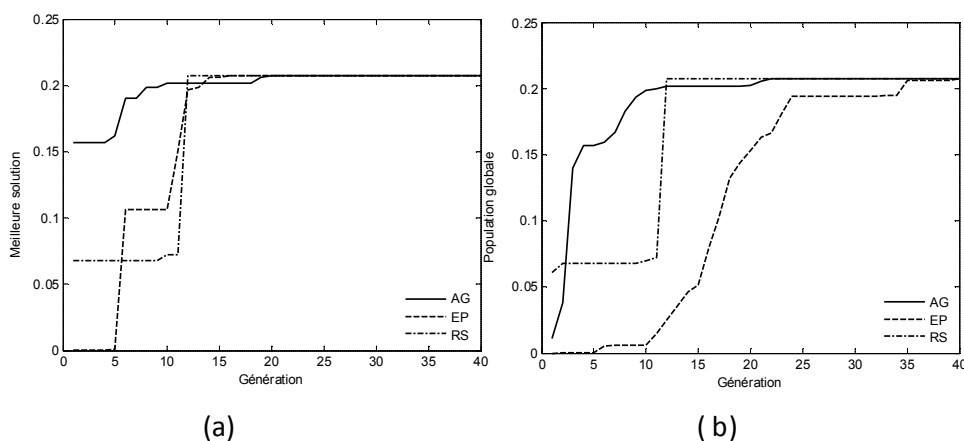 0.25
0.2
0.15
0.1
0.05
0
Meilleure solution
0 5 10 15 20 25 30 35 40
Génération
AG
EP
RS
(a)
0.25
0.2
0.15
0.1
0.05
0
Population globale
0 5 10 15 20 25 30 35 40
Génération
AG
EP
RS
( b)